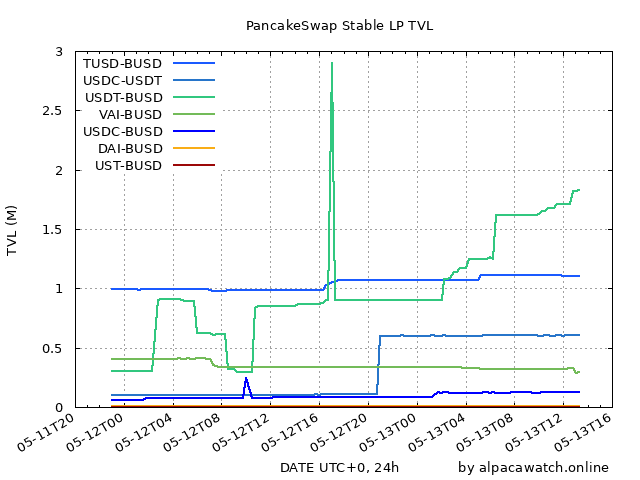 PancakeSwap Stable LP TVL
TVL (M)
3
2.5
2
1.5
1
0.5
0
TUSD-BUSD
USDC-USDT
USDT-BUSD
VAI-BUSD
USDC-BUSD
DAI-BUSD
UST-BUSD
05-11T20
05-12T00
05-12T04
05-12T08
05-12T12
05-12T16
05-12T20
05-13T00
05-13T04
05-13T08
05-13T12
05-13T16
DATE UTC+0, 24h
by alpacawatch.online